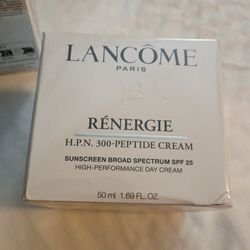 LANCÔME
PARIS
RÉNERGIE
H.P.N. 300-PEPTIDE CREAM
SUNSCREEN BROAD SPECTRUM SPF 25
HIGH-PERFORMANCE DAY CREAM
50 ml 1.69 FL. OZ.